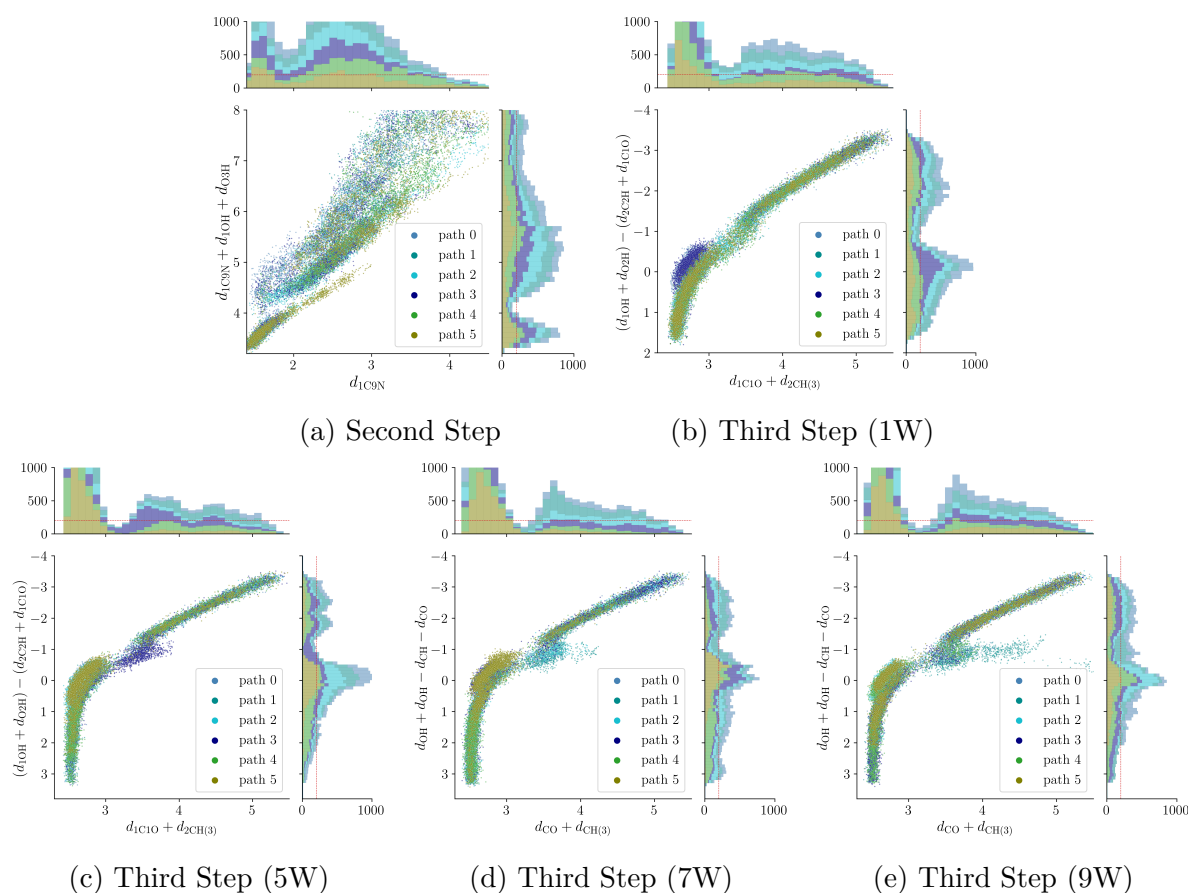 1000
500
0
8
7
6
5
4
d1C9N + d1OH + dO3H
path 0
path 1
path 2
path 3
path 4
path 5
2 3 4
0 1000
d1C9N
(a) Second Step
1000
500
0
−4
−3
−2
−1
0
1
2
(d1OH + dO2H) − (d2C2H + d1C1O)
path 0
path 1
path 2
path 3
path 4
path 5
3 4 5
0 1000
d1C1O + d2CH(3)
(b) Third Step (1W)
1000
500
0
−4
−3
−2
−1
0
1
2
3
(d1OH + dO2H) − (d2C2H + d1C1O)
path 0
path 1
path 2
path 3
path 4
path 5
3 4 5
0 1000
d1C1O + d2CH(3)
(c) Third Step (5W)
1000
500
0
−4
−3
−2
−1
0
1
2
3
dOH + dOH − dCH − dCO
path 0
path 1
path 2
path 3
path 4
path 5
3 4 5
0 1000
dCO + dCH(3)
(d) Third Step (7W)
1000
500
0
−4
−3
−2
−1
0
1
2
3
dOH + dOH − dCH − dCO
path 0
path 1
path 2
path 3
path 4
path 5
3 4 5
0 1000
dCO + dCH(3)
(e) Third Step (9W)